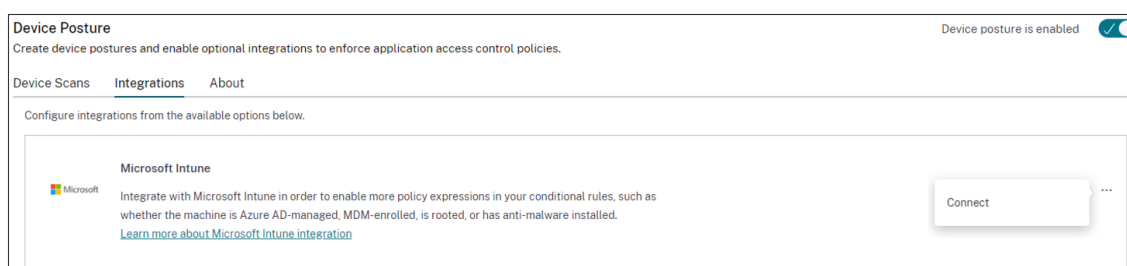 Device Posture
Device posture is enabled
Create device postures and enable optional integrations to enforce application access control policies.
Device Scans Integrations About
Configure integrations from the available options below.
Microsoft Intune
Microsoft
Integrate with Microsoft Intune in order to enable more policy expressions in your conditional rules, such as
whether the machine is Azure AD-managed, MDM-enrolled, is rooted, or has anti-malware installed.
Learn more about Microsoft Intune integration
Connect
...